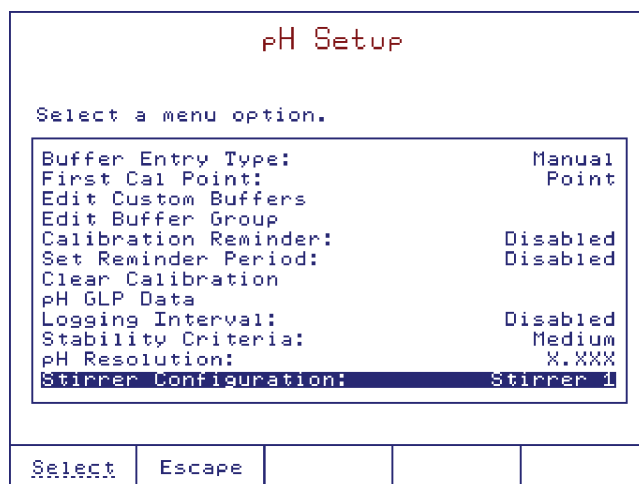 pH Setup
Select a menu option.
Buffer Entry Type: Manual
First Cal Point: Point
Edit Custom Buffers
Edit Buffer Group
Calibration Reminder: Disabled
Set Reminder Period: Disabled
Clear Calibration
pH GLP Data
Logging Interval: Disabled
Stability Criteria: Medium
pH Resolution: X.XXX
Stirrer Configuration: Stirrer 1
Select Escape